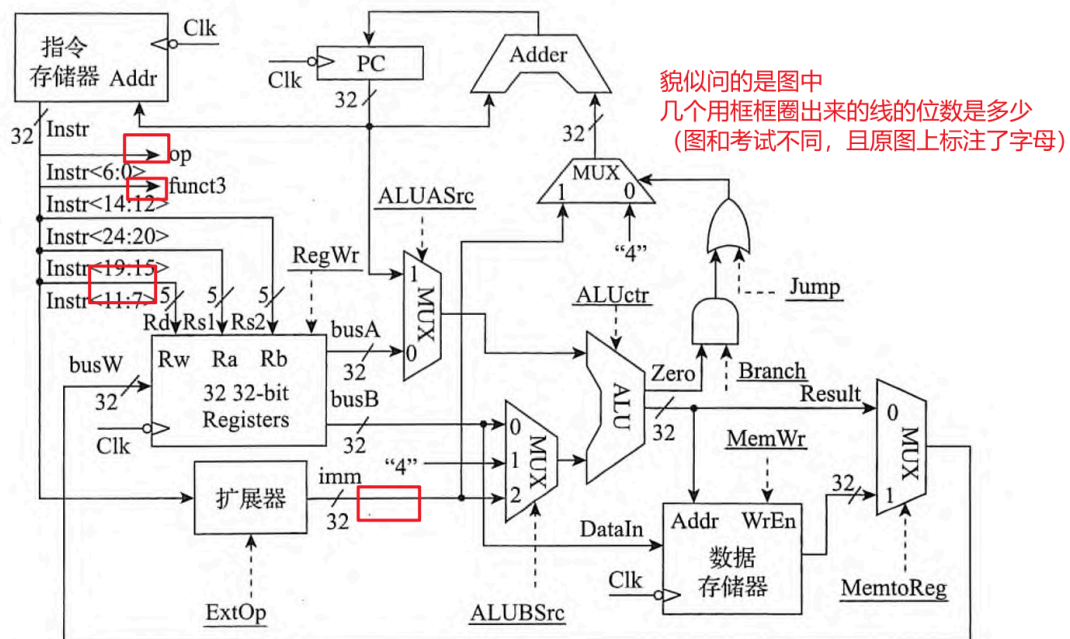 指令
存储器
Addr
Clk
Clk
PC
32
Adder
32
貌似问的是图中
几个用框框圈出来的线的位数是多少
（图和考试不同，且原图上标注了字母）
32
Instr
op
Instr<6:0>
funct3
Instr<14:12>
Instr<24:20>
Instr<19:15>
Instr<11:7>
5
5
5
Rd
Rs1
Rs2
RegWr
ALUASrc
MUX
1
0
“4”
Jump
Branch
1
MUX
0
busW
32
Clk
Rw
Ra
Rb
32 32-bit
Registers
busA
32
busB
32
ALUctr
ALU
Zero
32
Result
“4”
0
1
2
MUX
ALUBSrc
扩展器
imm
32
ExtOp
MemWr
Addr
WrEn
DataIn
数据
存储器
Clk
32
0
MUX
1
MemtoReg